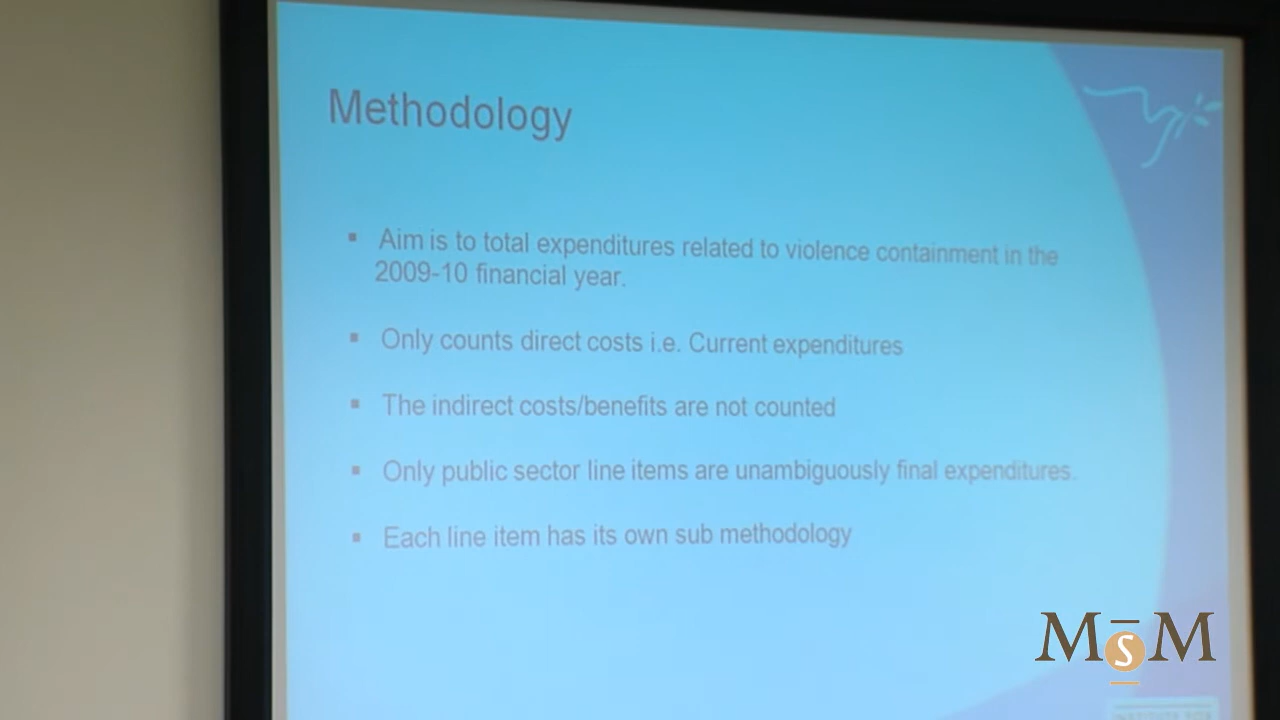 Methodology
▪ Aim is to total expenditures related to violence containment in the
2009-10 financial year.
▪ Only counts direct costs i.e. Current expenditures
▪ The indirect costs/benefits are not counted
▪ Only public sector line items are unambiguously final expenditures.
▪ Each line item has its own sub methodology
MSM